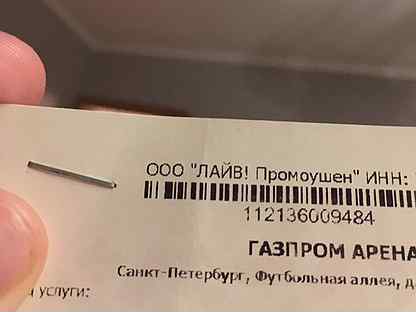 ООО "ЛАЙВ! Промоушен" ИНН:
112136009484
ГАЗПРОМ АРЕНА
Санкт-Петербург, Футбольная аллея, д.
услуги: